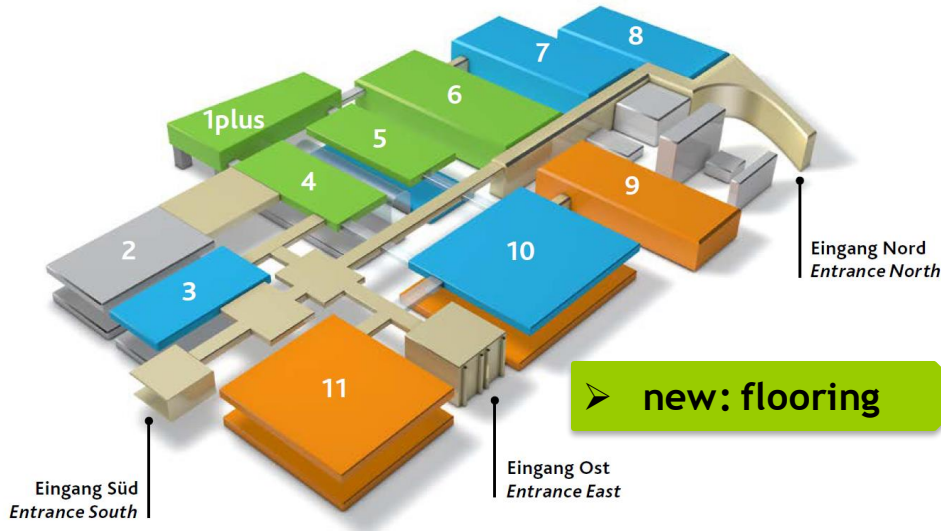 8
7
6
1plus
5
4
9
2
10
3
Eingang Nord
Entrance North
11
➢ new: flooring
Eingang Ost
Entrance East
Eingang Süd
Entrance South